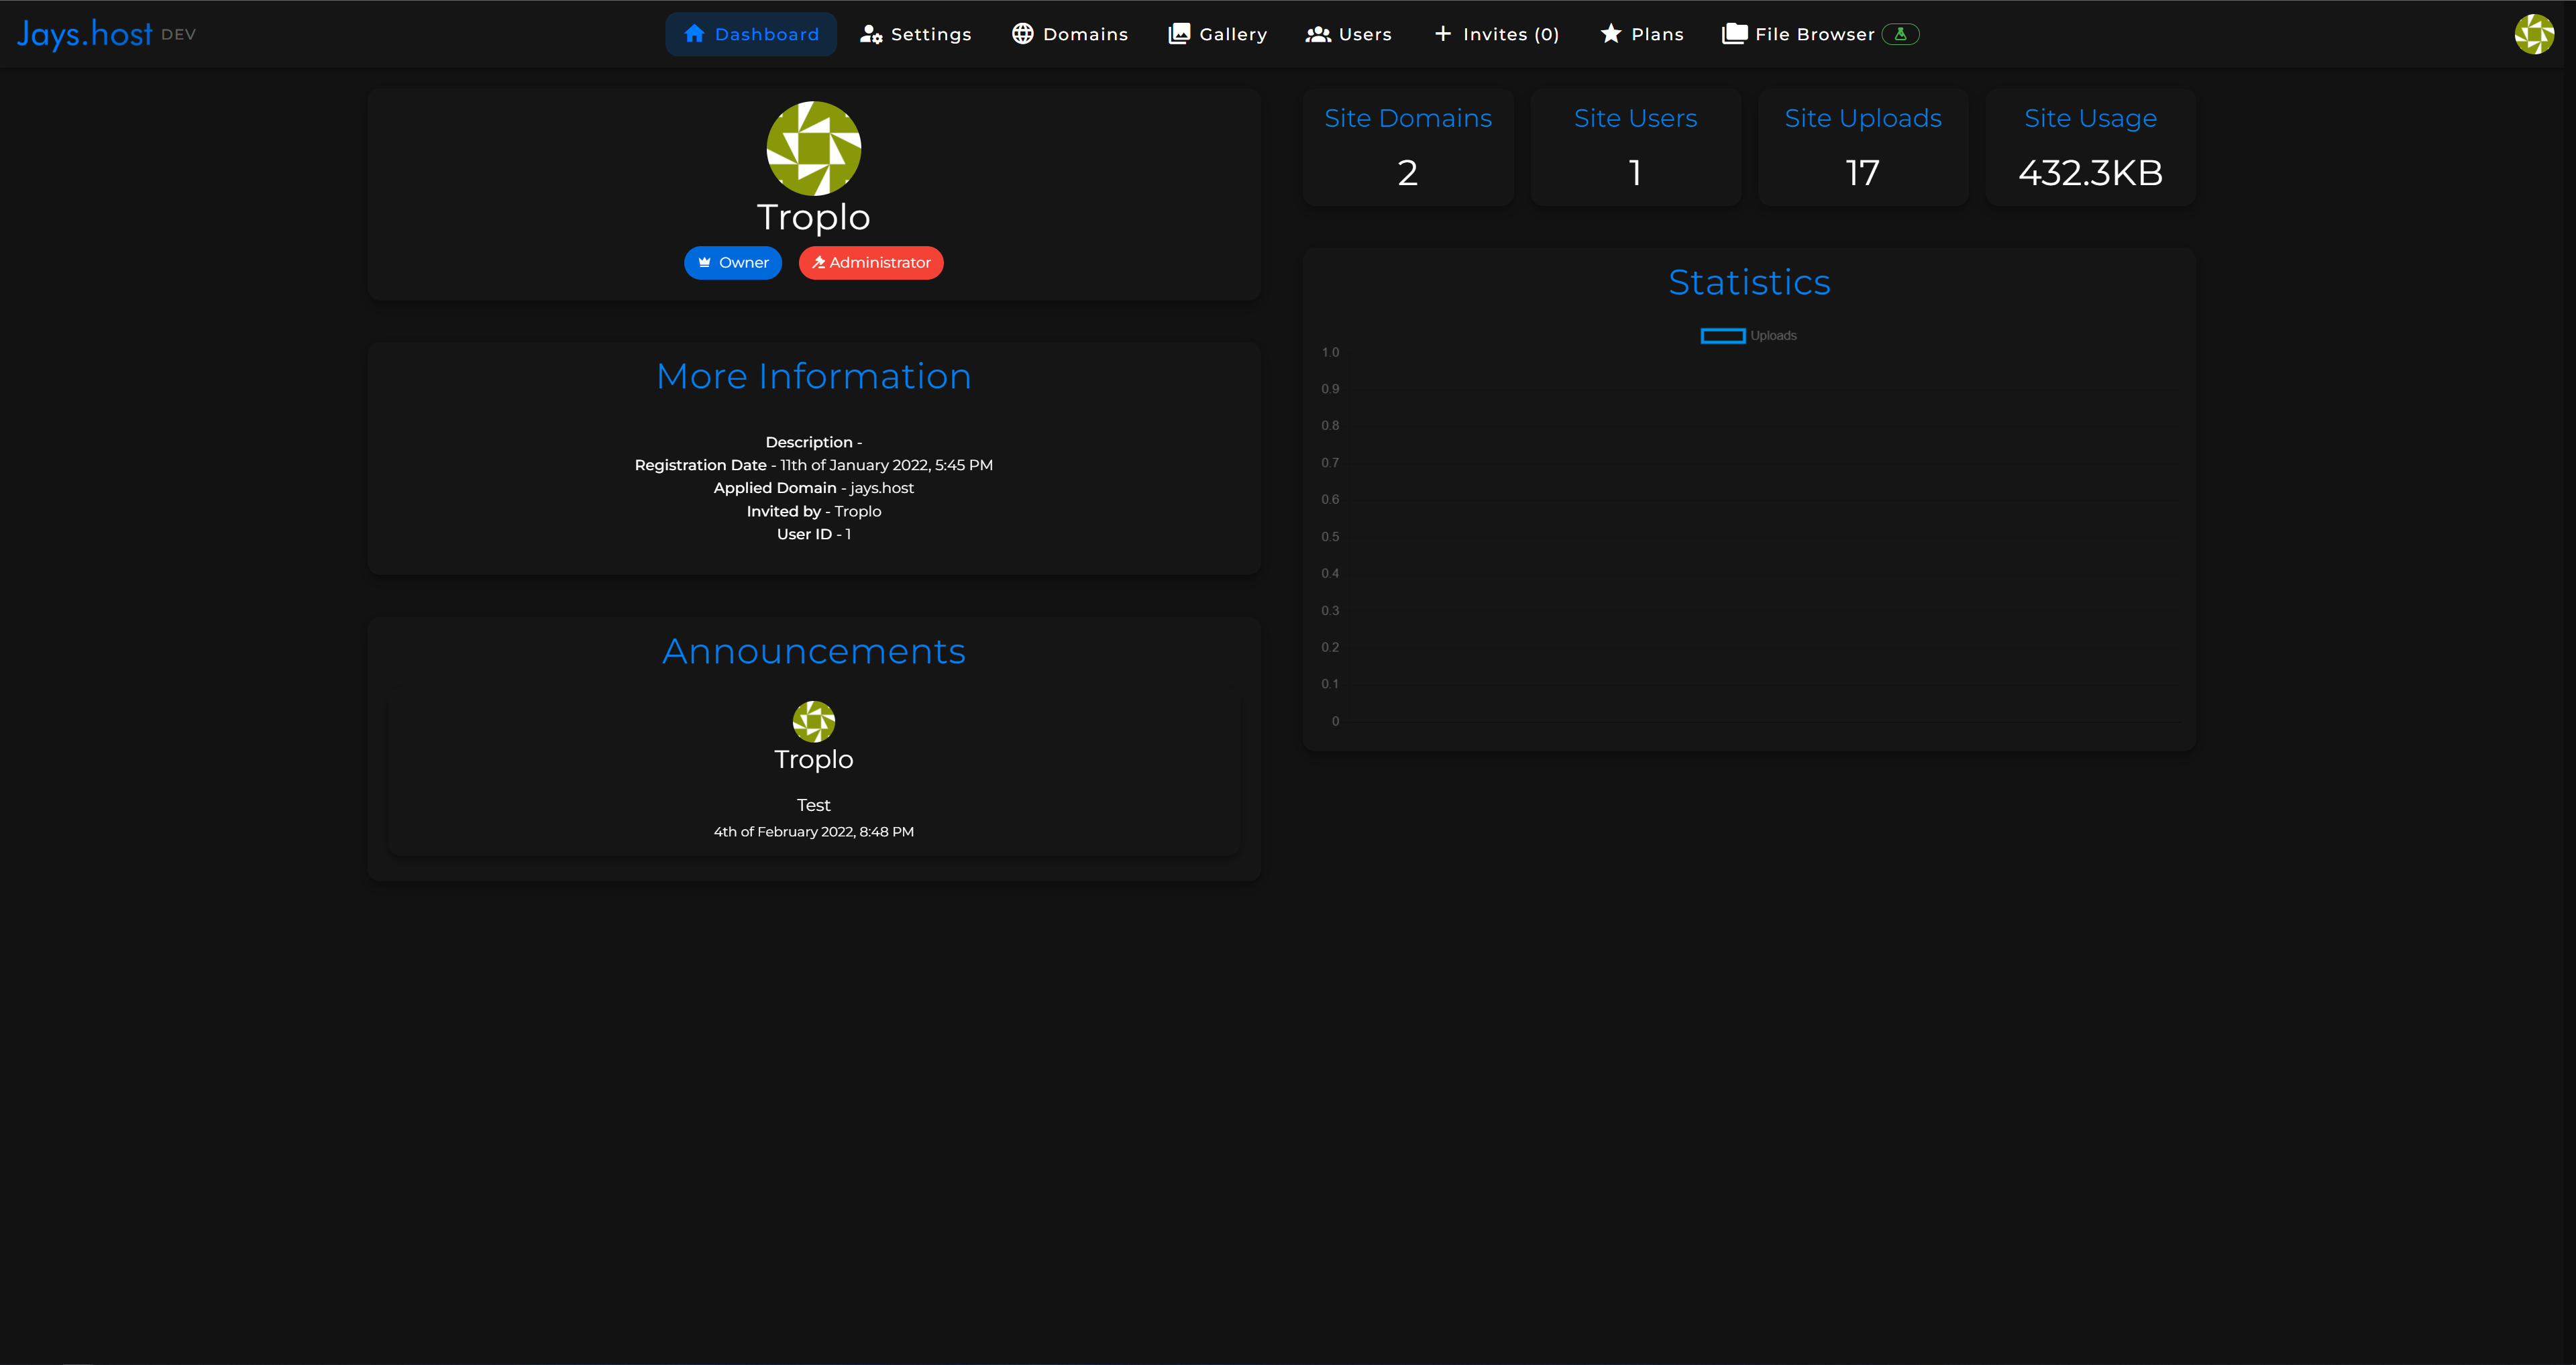 Jays.host DEV
Dashboard
Settings
Domains
Gallery
Users
Invites (0)
Plans
File Browser
Troplo
Owner
Administrator
More Information
Description -
Registration Date - 11th of January 2022, 5:45 PM
Applied Domain - jays.host
Invited by - Troplo
User ID - 1
Announcements
Troplo
Test
4th of February 2022, 8:48 PM
Site Domains
2
Site Users
1
Site Uploads
17
Site Usage
432.3KB
Statistics
Uploads
1.0
0.9
0.8
0.7
0.6
0.5
0.4
0.3
0.2
0.1
0